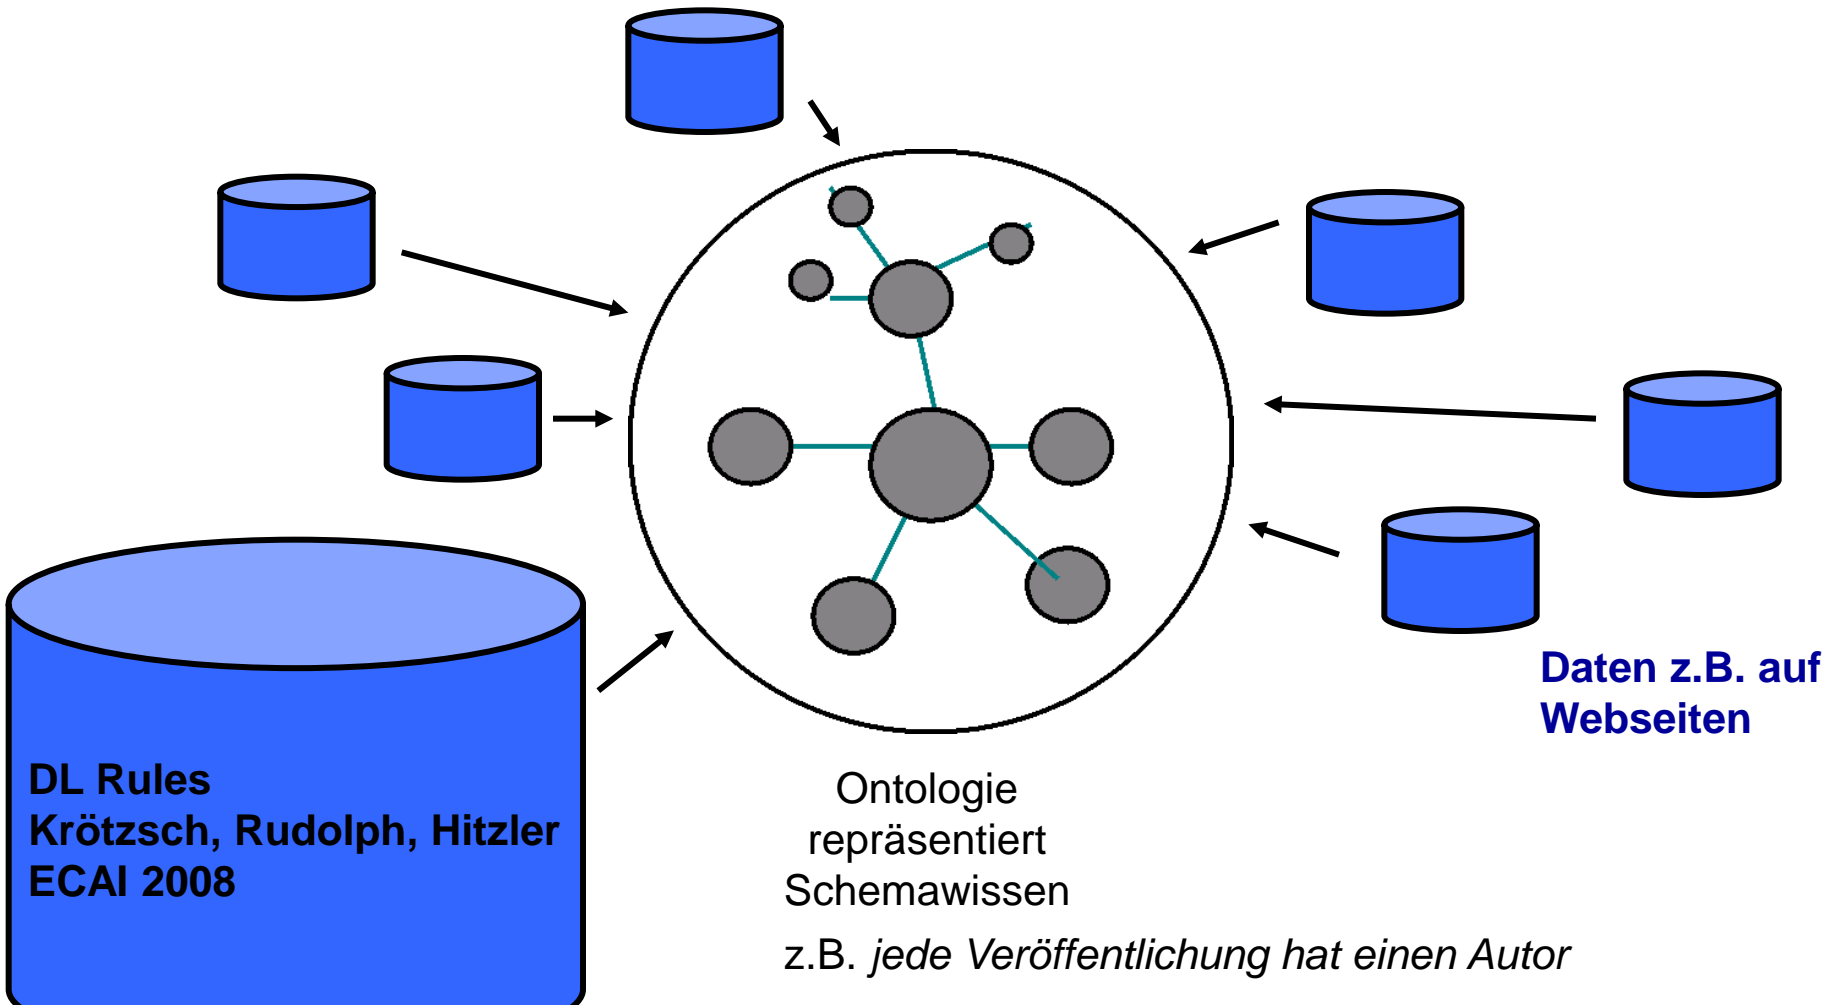 DL Rules
Krötzsch, Rudolph, Hitzler
ECAI 2008
Ontologie
repräsentiert
Schemawissen
z.B. jede Veröffentlichung hat einen Autor
Daten z.B. auf
Webseiten